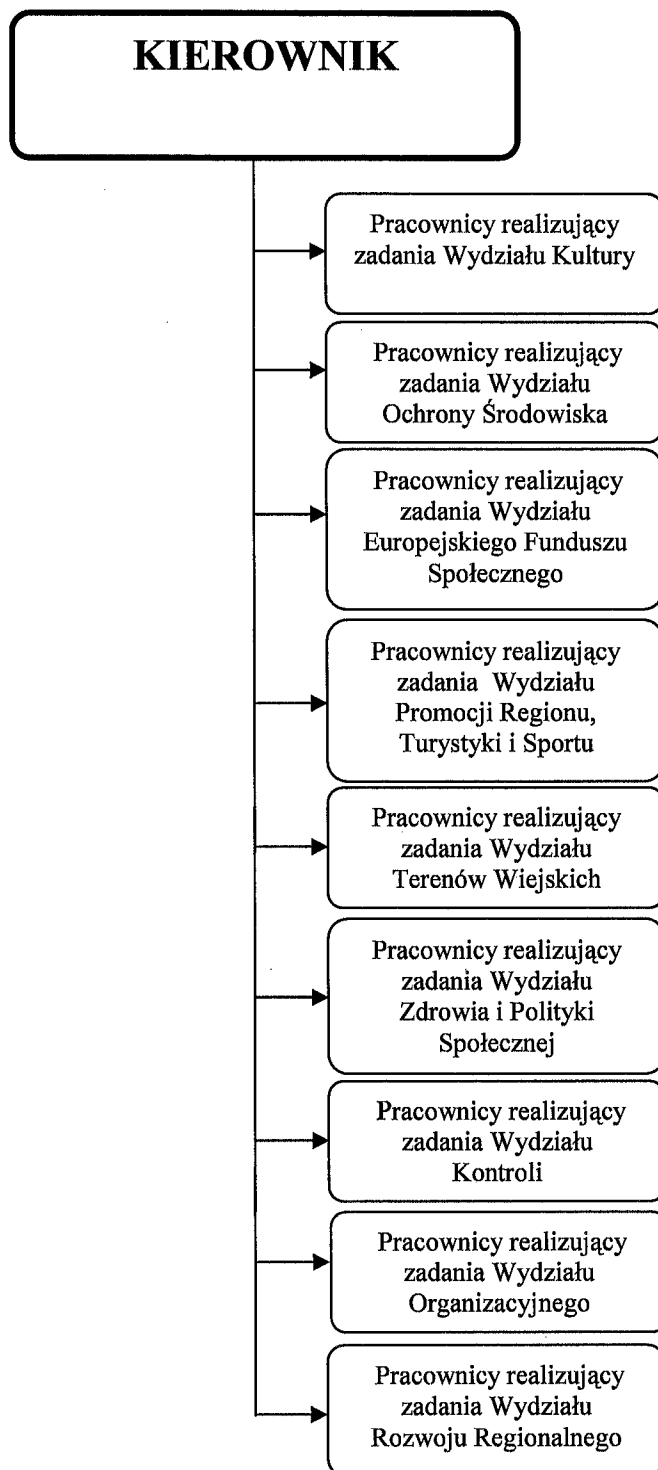 KIEROWNIK
Pracownicy realizujący
zadania Wydziału Kultury
Pracownicy realizujący
zadania Wydziału
Ochrony Środowiska
Pracownicy realizujący
zadania Wydziału
Europejskiego Funduszu
Społecznego
Pracownicy realizujący
zadania Wydziału
Promocji Regionu,
Turystyki i Sportu
Pracownicy realizujący
zadania Wydziału
Terenów Wiejskich
Pracownicy realizujący
zadania Wydziału
Zdrowia i Polityki
Społecznej
Pracownicy realizujący
zadania Wydziału
Kontroli
Pracownicy realizujący
zadania Wydziału
Organizacyjnego
Pracownicy realizujący
zadania Wydziału
Rozwoju Regionalnego